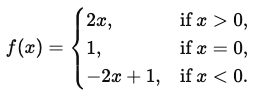 f(x) = { 2x, if x > 0,
1, if x = 0,
−2x + 1, if x < 0.